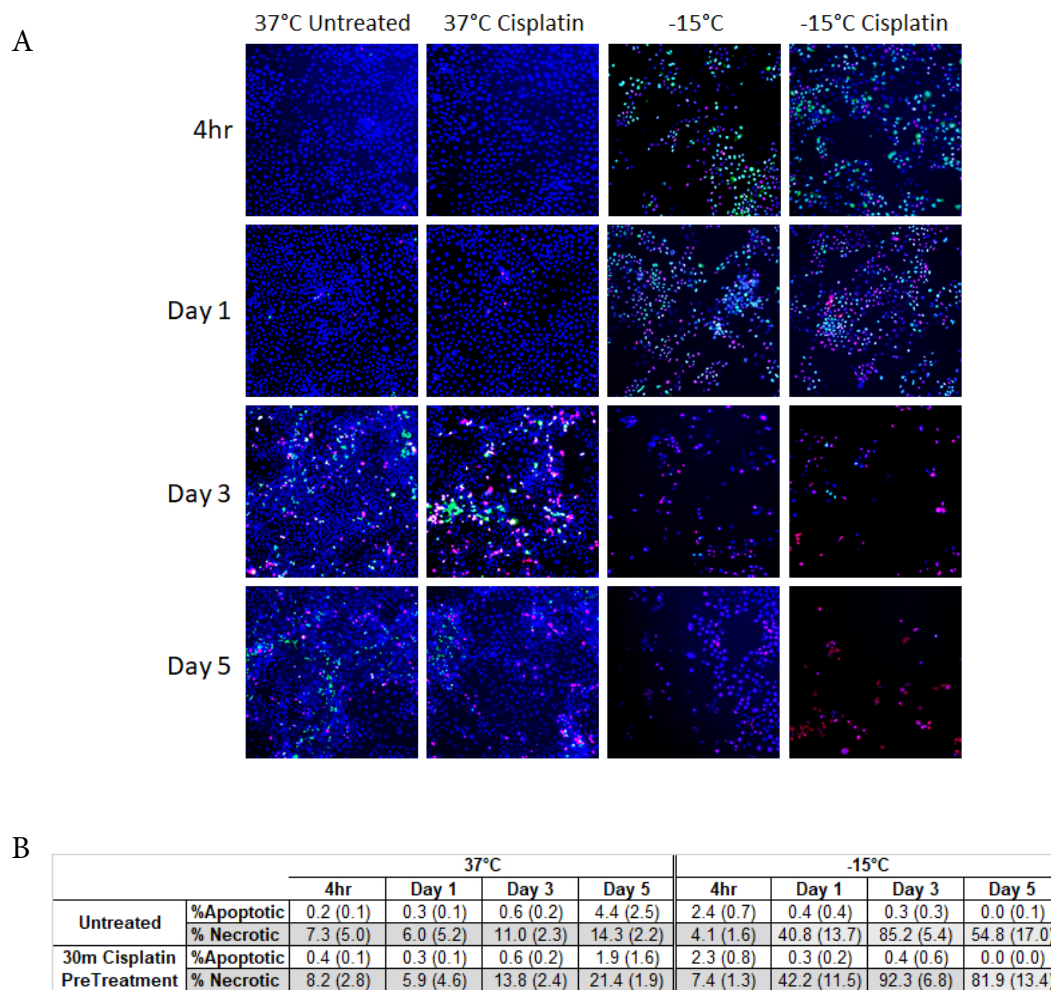 A
37°C Untreated 37°C Cisplatin -15°C -15°C Cisplatin
4hr
Day 1
Day 3
Day 5
B
37°C -15°C
4hr Day 1 Day 3 Day 5 4hr Day 1 Day 3 Day 5
Untreated %Apoptotic 0.2 (0.1) 0.3 (0.1) 0.6 (0.2) 4.4 (2.5) 2.4 (0.7) 0.4 (0.4) 0.3 (0.3) 0.0 (0.1)
% Necrotic 7.3 (5.0) 6.0 (5.2) 11.0 (2.3) 14.3 (2.2) 4.1 (1.6) 40.8 (13.7) 85.2 (5.4) 54.8 (17.0)
30m Cisplatin %Apoptotic 0.4 (0.1) 0.3 (0.1) 0.6 (0.2) 1.9 (1.6) 2.3 (0.8) 0.3 (0.2) 0.4 (0.6) 0.0 (0.0)
PreTreatment % Necrotic 8.2 (2.8) 5.9 (4.6) 13.8 (2.4) 21.4 (1.9) 7.4 (1.3) 42.2 (11.5) 92.3 (6.8) 81.9 (13.4)